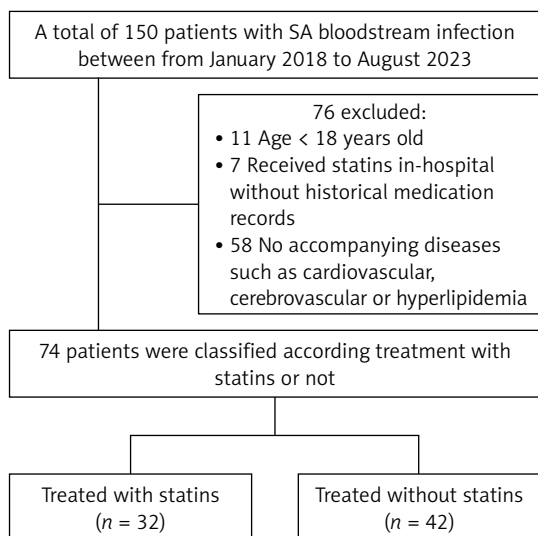 A total of 150 patients with SA bloodstream infection
between from January 2018 to August 2023
76 excluded:
• 11 Age < 18 years old
• 7 Received statins in-hospital
without historical medication
records
• 58 No accompanying diseases
such as cardiovascular,
cerebrovascular or hyperlipidemia
74 patients were classified according treatment with
statins or not
Treated with statins
(n = 32)
Treated without statins
(n = 42)